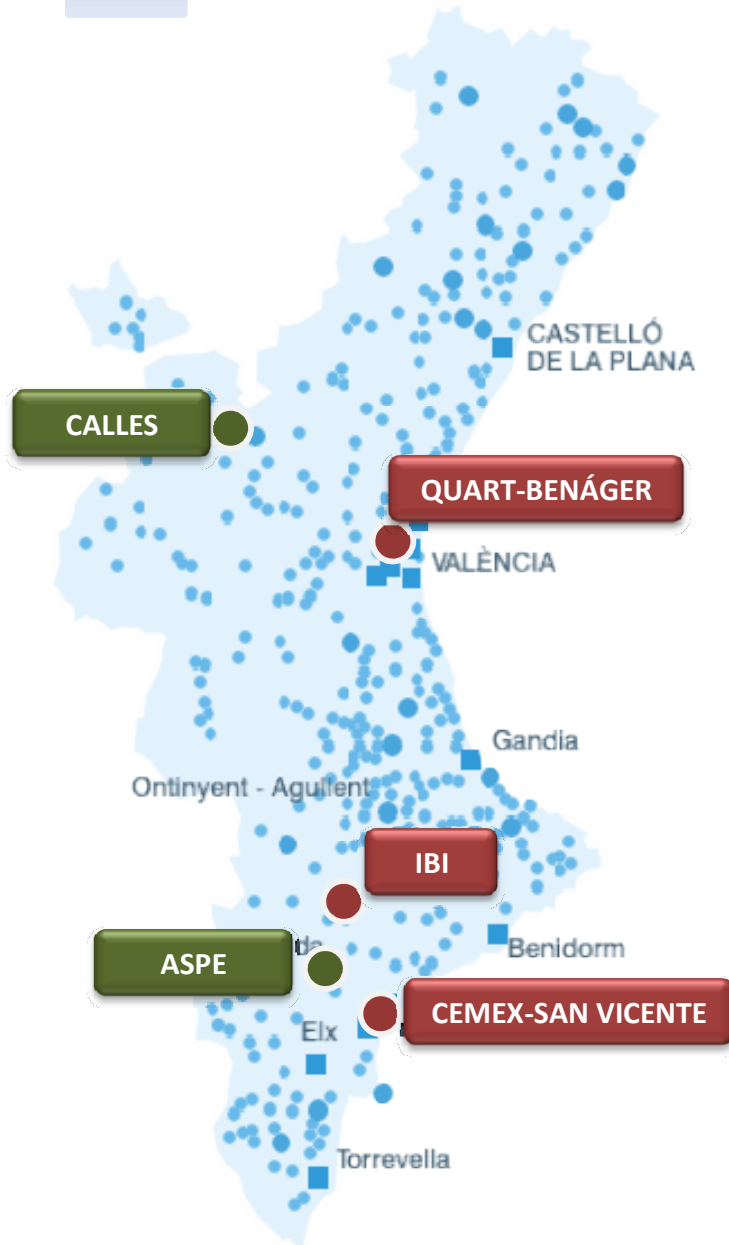 CASTELLÓ
DE LA PLANA
CALLES
QUART-BENÁGER
VALÈNCIA
Gandia
Ontinyent - Agullent
IBI
Benidorm
ASPE
CEMEX-SAN VICENTE
Elx
Torrevella